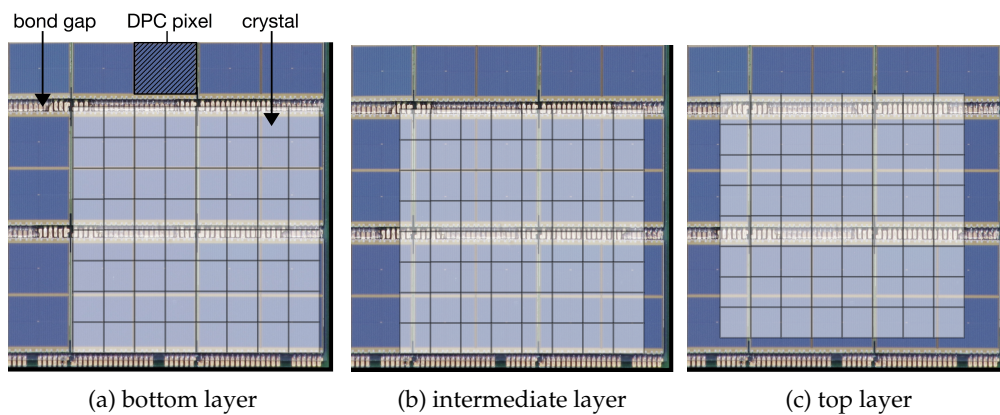 bond gap DPC pixel crystal
(a) bottom layer
(b) intermediate layer
(c) top layer